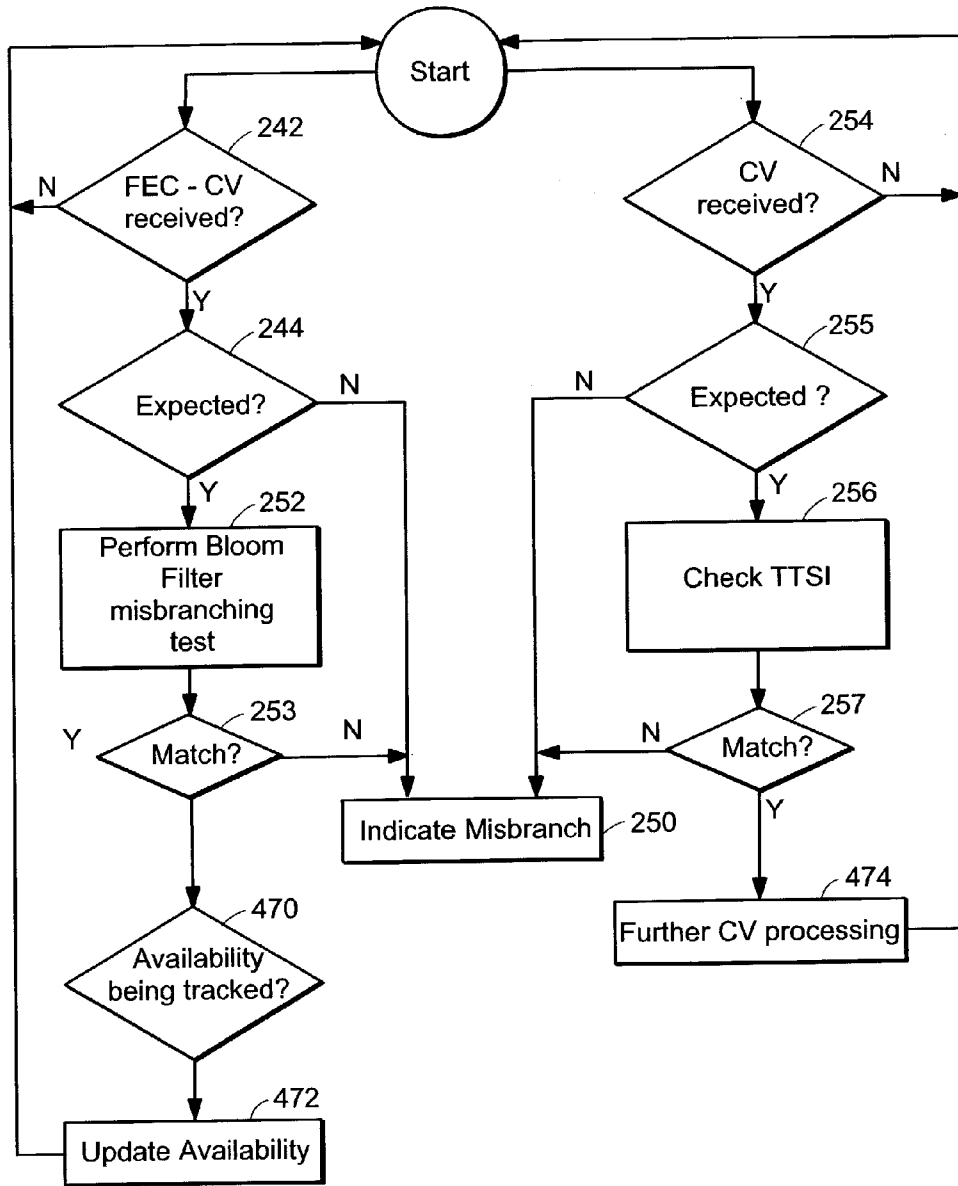 Start
242
FEC - CV
received?
N
Y
244
Expected?
N
Y
252
Perform Bloom
Filter
misbranching
test
253
Y
Match?
N
470
Availability
being tracked?
472
Update Availability
254
CV
received?
N
Y
255
Expected ?
N
Y
256
Check TTSI
257
N
Match?
Y
Indicate Misbranch
250
474
Further CV processing